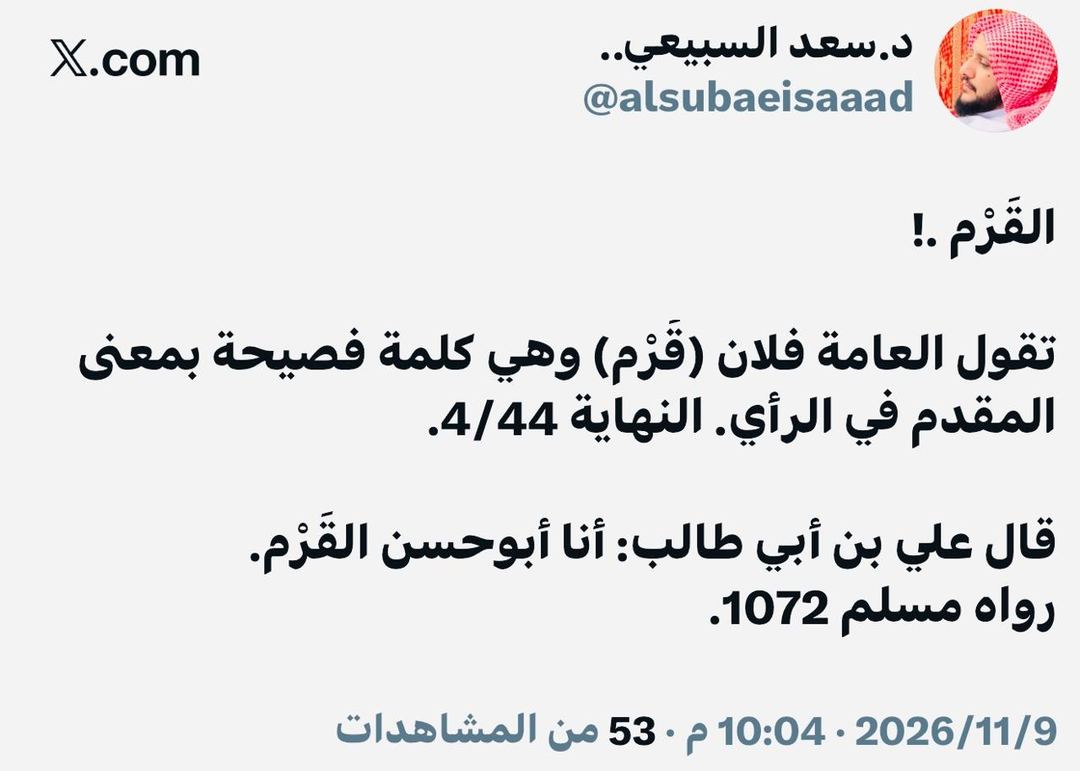 د.سعد السبيعي..
X.com
@alsubaeisaaad
القَرْم .!
تقول العامة فلان (قَرْم) وهي كلمة فصيحة بمعنى
المقدم في الرأي. النهاية 4/44.
قال علي بن أبي طالب: أنا أبوحسن القَرْم.
رواه مسلم 1072.
2026/11/9 · 10:04 م · 53 من المشاهدات